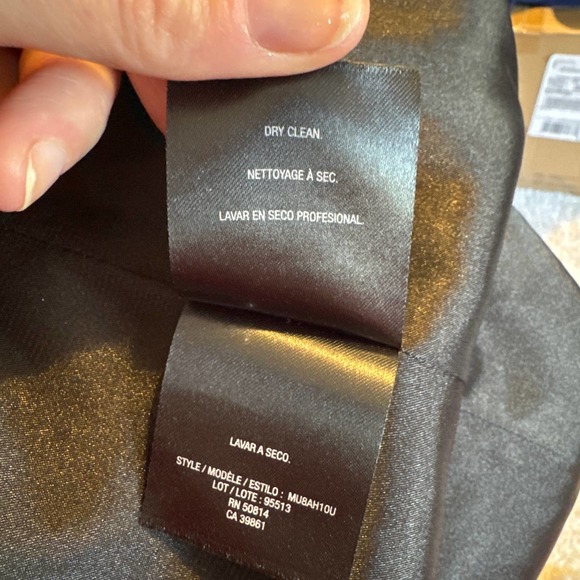 DRY CLEAN.
NETTOYAGE À SEC.
LAVAR EN SECO PROFESIONAL.
LAVAR A SECO.
STYLE / MODÈLE / ESTILO : MU8AH10U
LOT / LOTE : 95513
RN 50814
CA 39861